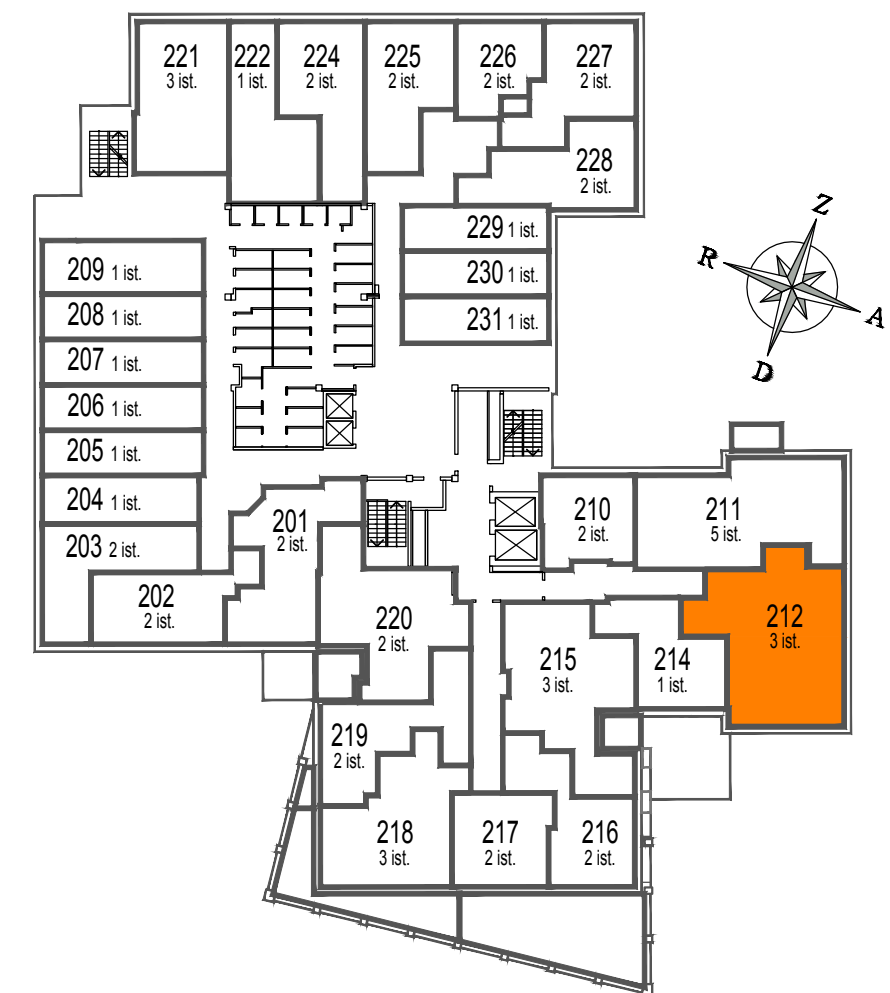 221
3 ist.
222
1 ist.
224
2 ist.
225
2 ist.
226
2 ist.
227
2 ist.
228
2 ist.
229 1 ist.
230 1 ist.
231 1 ist.
Z
R
A
D
209 1 ist.
208 1 ist.
207 1 ist.
206 1 ist.
205 1 ist.
204 1 ist.
203 2 ist.
202
2 ist.
201
2 ist.
210
2 ist.
211
5 ist.
212
3 ist.
214
1 ist.
215
3 ist.
220
2 ist.
219
2 ist.
218
3 ist.
217
2 ist.
216
2 ist.